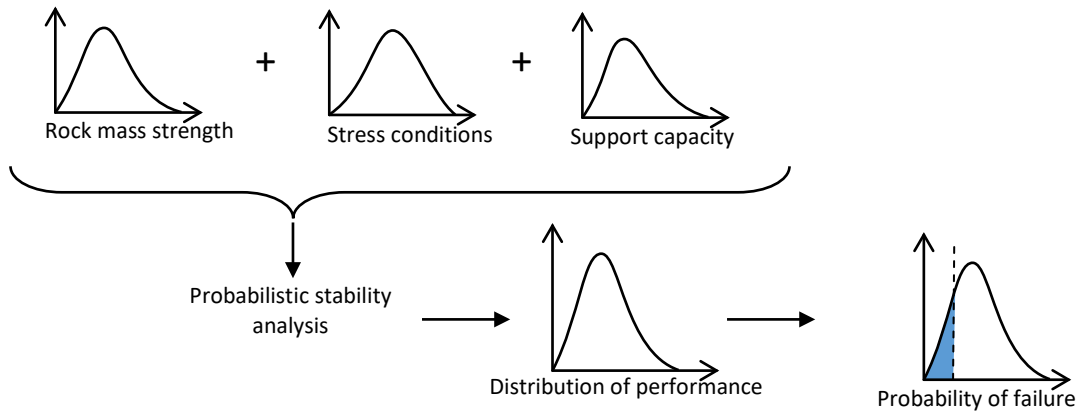 +
+
Rock mass strength
Stress conditions
Support capacity
Probabilistic stability
analysis
Distribution of performance
Probability of failure